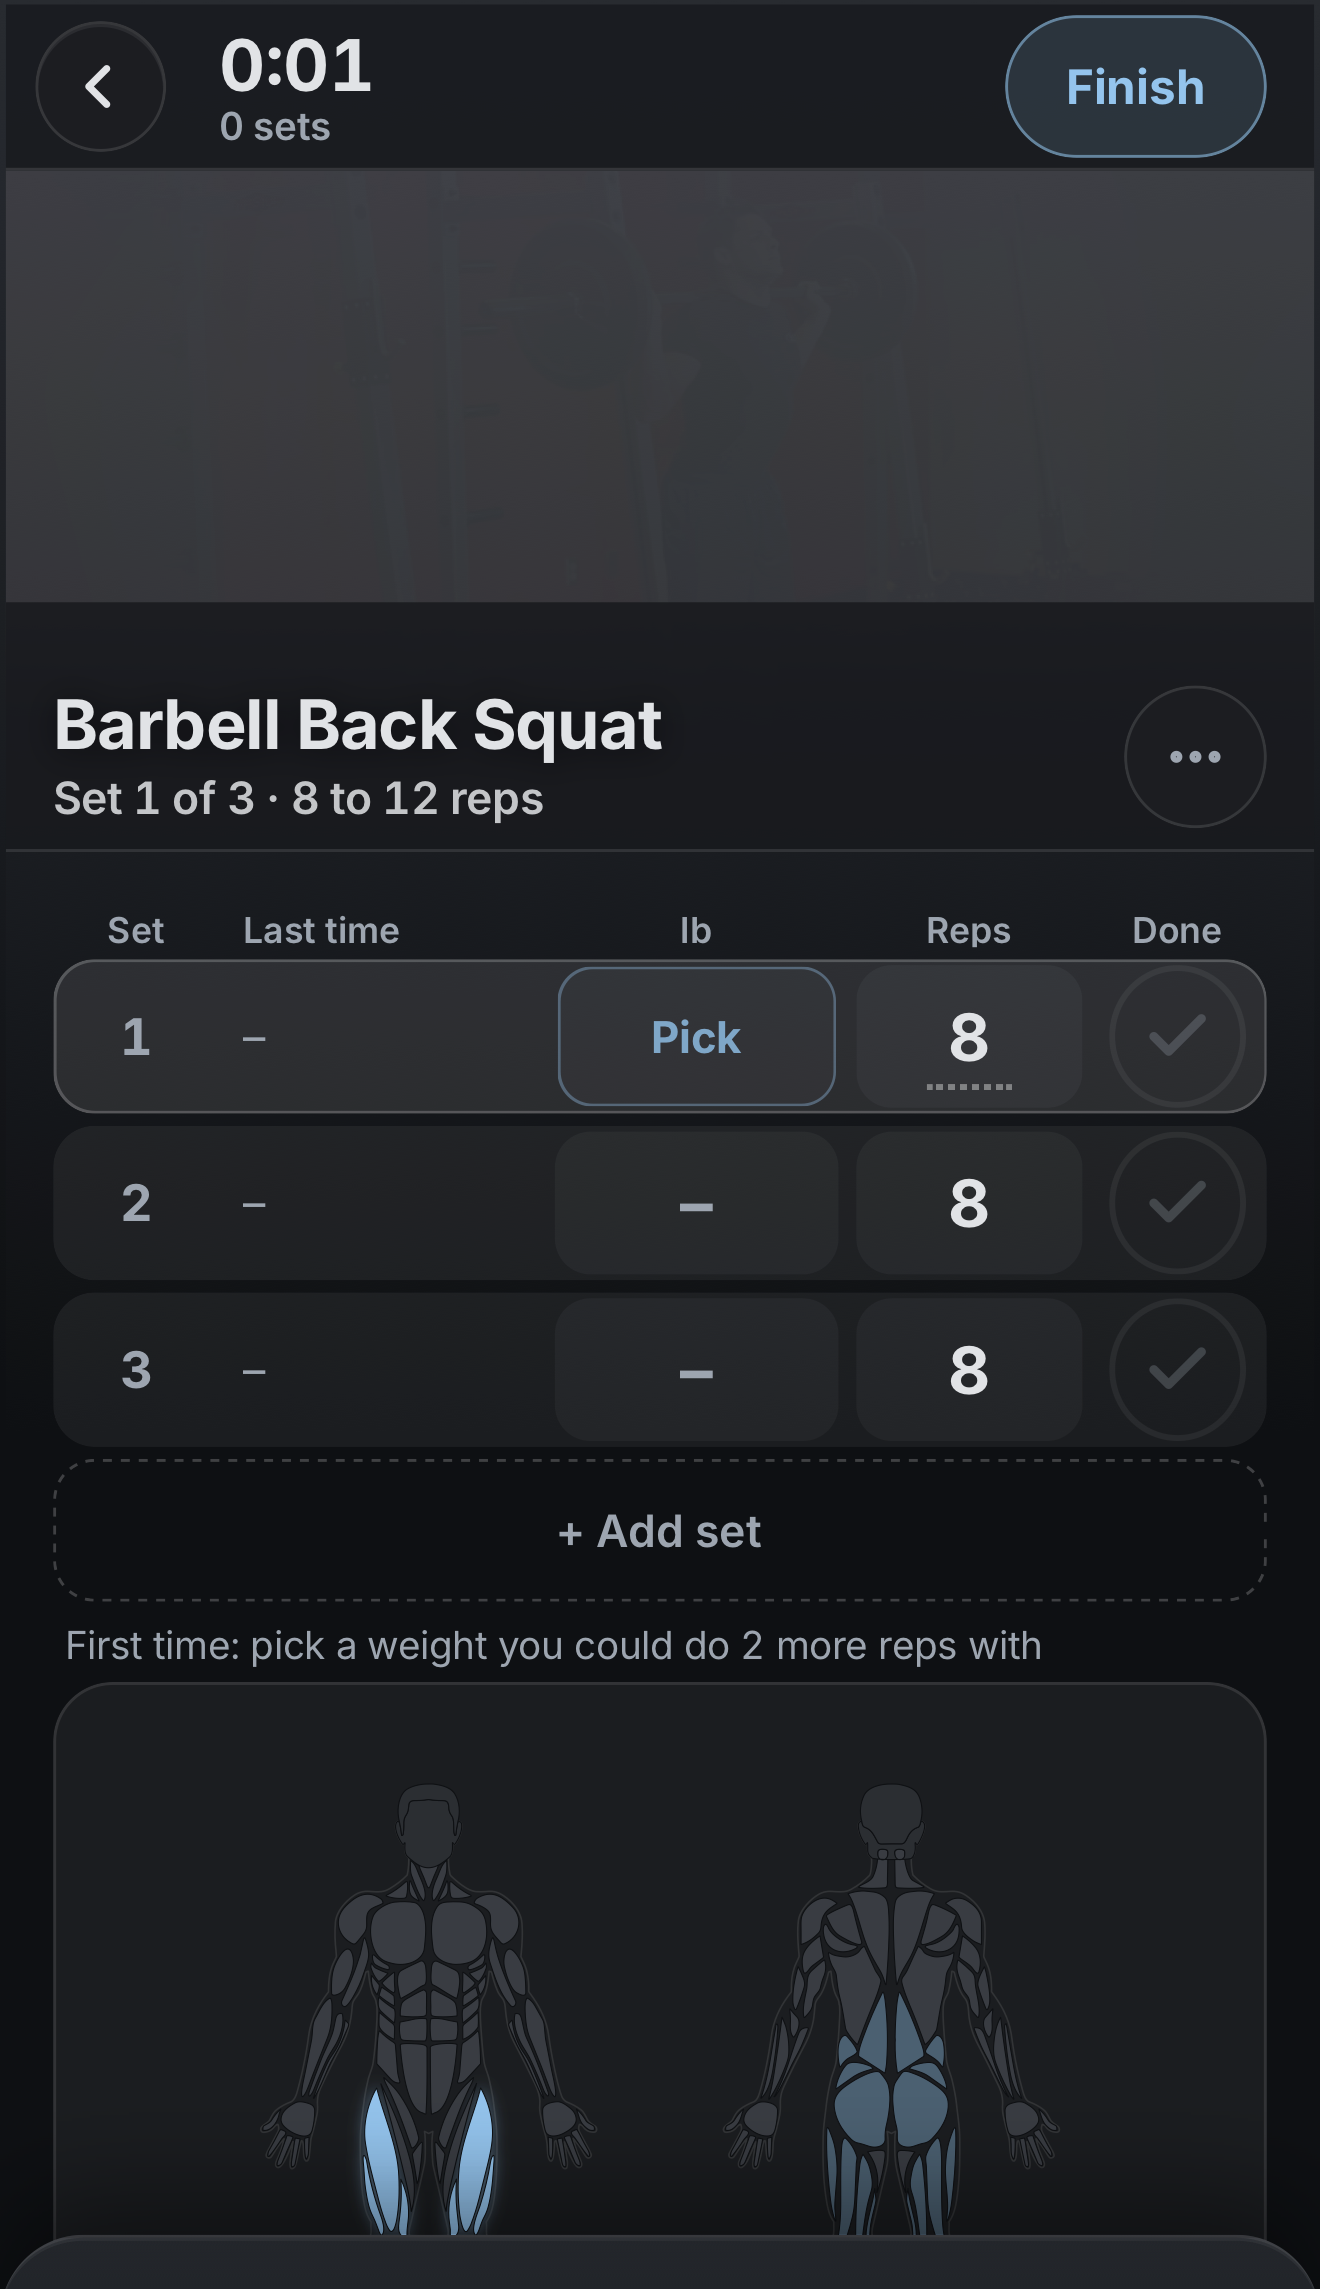 0:01
0 sets
Finish
Barbell Back Squat
Set 1 of 3 · 8 to 12 reps
Set Last time lb Reps Done
1 – Pick 8
2 – – 8
3 – – 8
+ Add set
First time: pick a weight you could do 2 more reps with